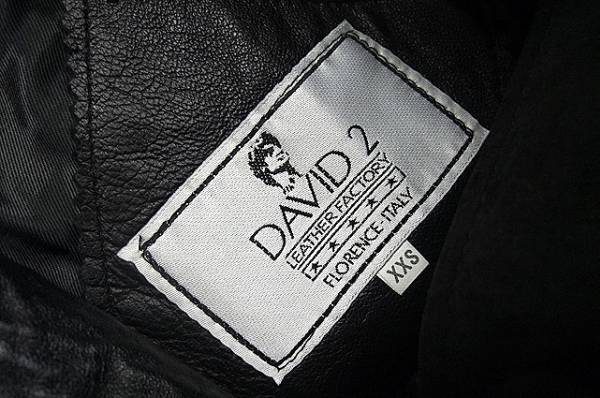 DAVID 2
LEATHER FACTORY
★ ★ ★ ★ ★
FLORENCE-ITALY
XXS